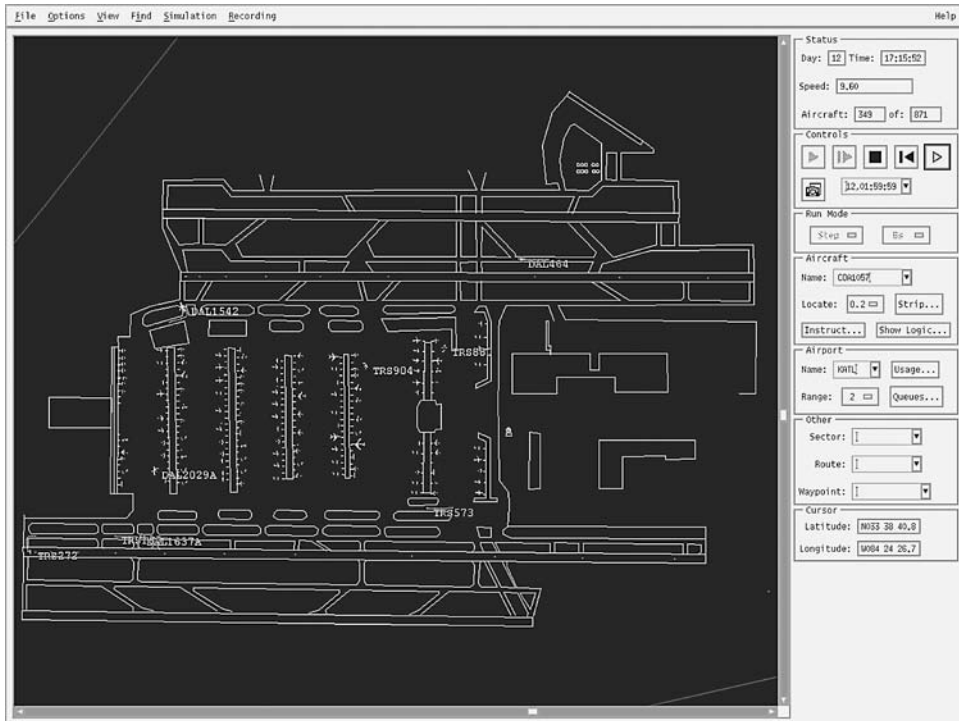 File Options View Find Simulation Recording Help
Status
Day: 12 Time: 17:15:52
Speed: 9.60
Aircraft: 349 of: 871
Controls
12,01:59:59
Run Mode
Step
Aircraft
Name: COA1057
Locate: 0.2 Strip...
Instruct... Show Logic...
Airport
Name: KATL Usage...
Range: 2 Queues...
Other
Sector:
Route:
Waypoint:
Cursor
Latitude: N033 38 40.8
Longitude: W084 24 26.7
DAL464
DAL1542
TRS88
TRS904
DAL2029A
TRS573
TRS272